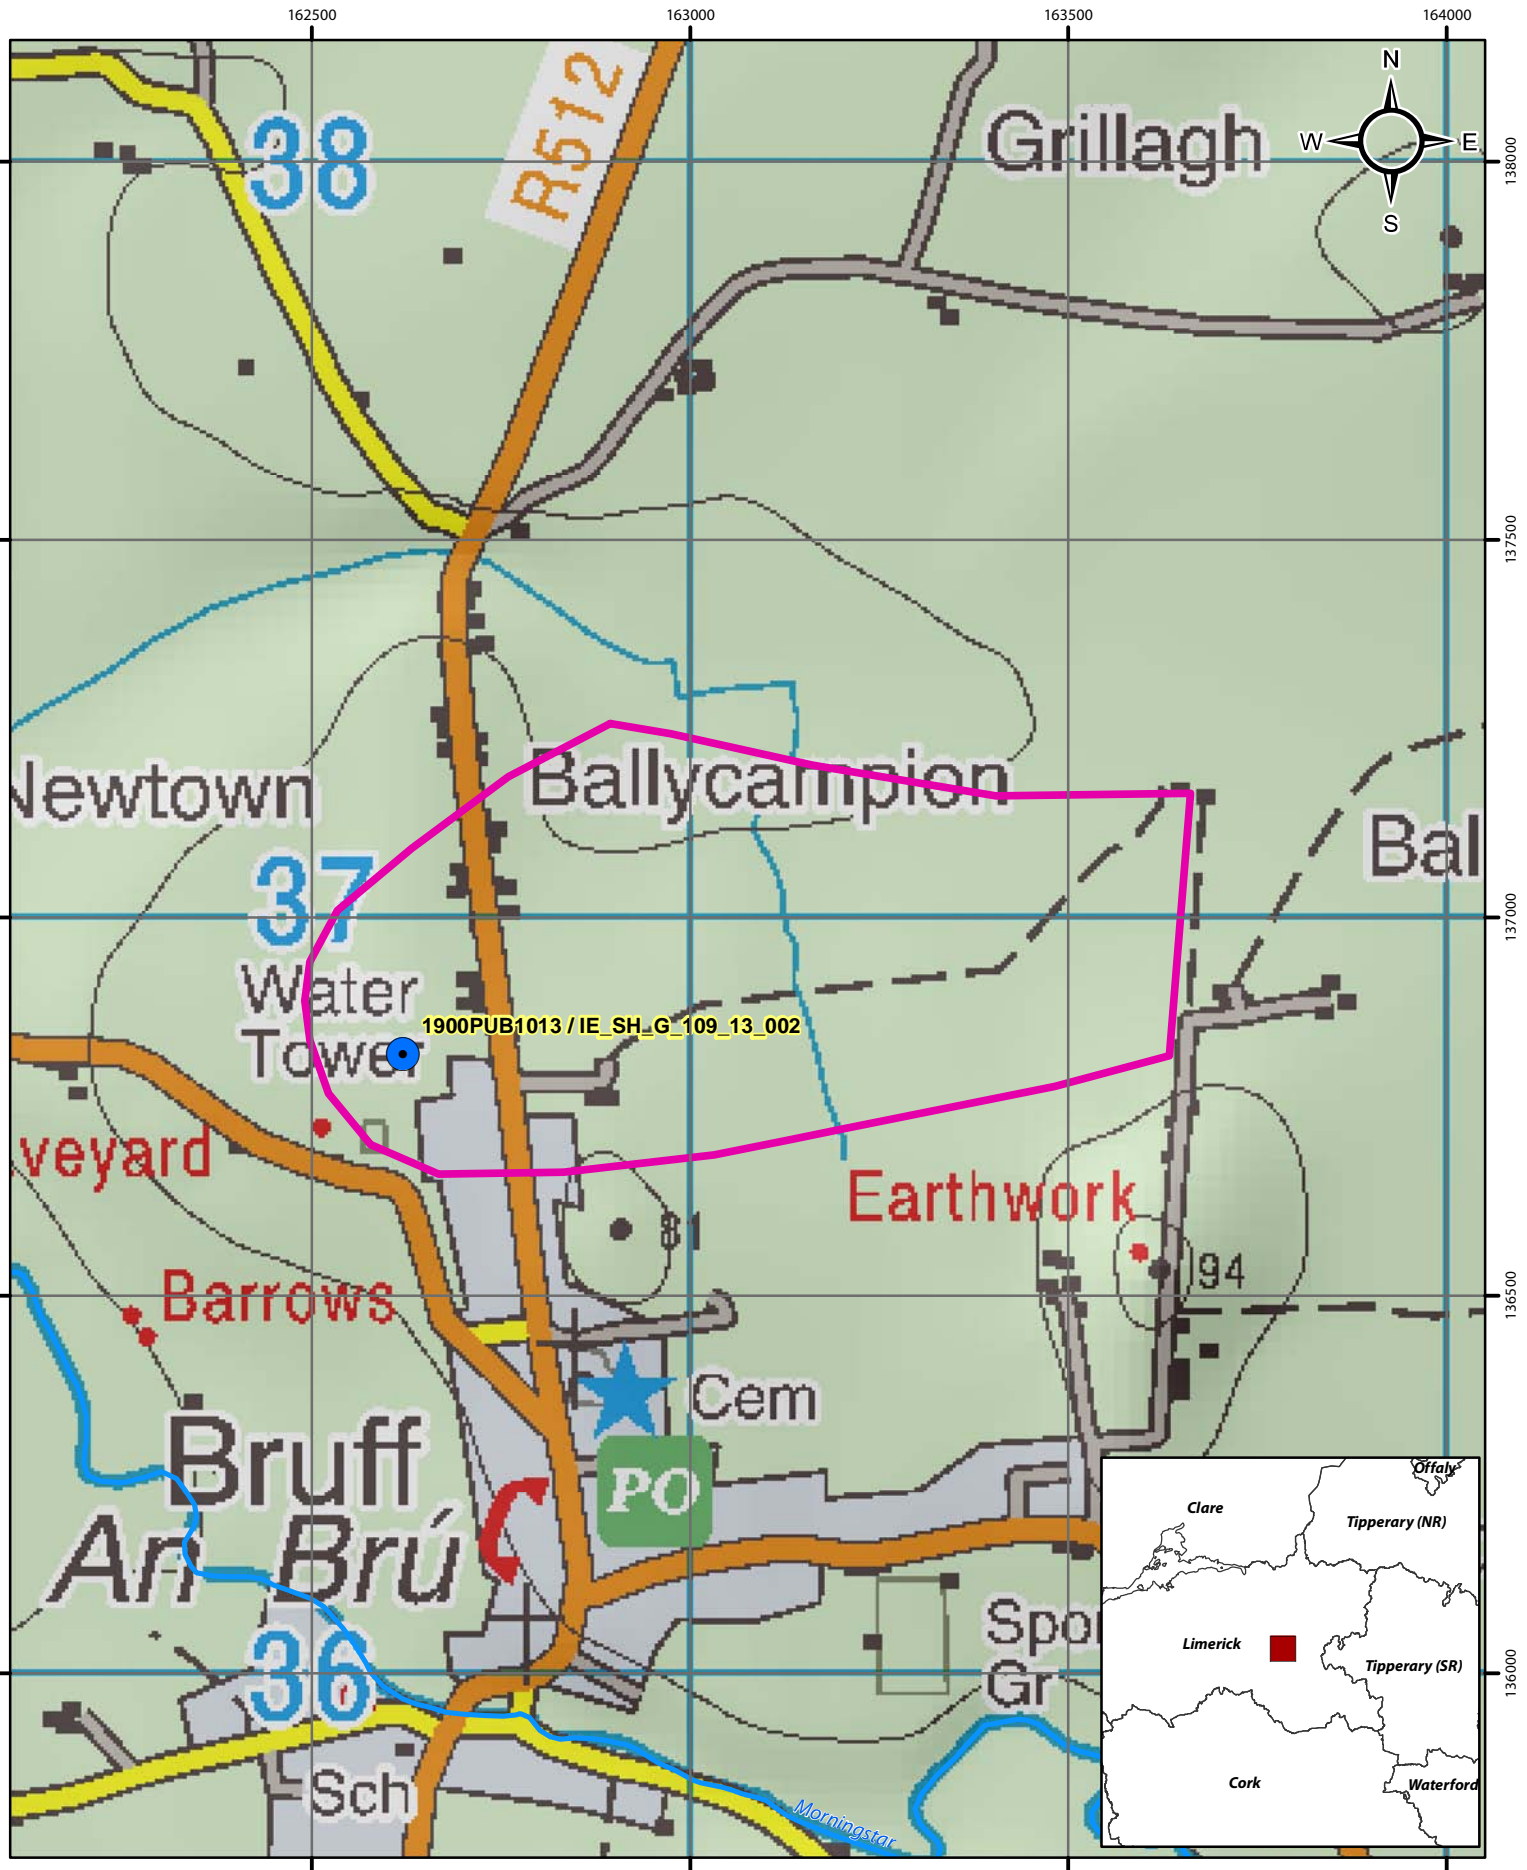 162500
163000
163500
164000
N
W
E
S
R512
Grillagh
38
138000
137500
Newtown
Ballycampion
Bal
37
137000
Water
Tower
1900PUB1013 / IE_SH_G_109_13_002
veyard
Earthwork
81
94
Barrows
136500
Cem
Bruff
PO
An Brú
Spor
Gr
36
136000
Sch
Morningstar
Offaly
Clare
Tipperary (NR)
Limerick
Tipperary (SR)
Cork
Waterford